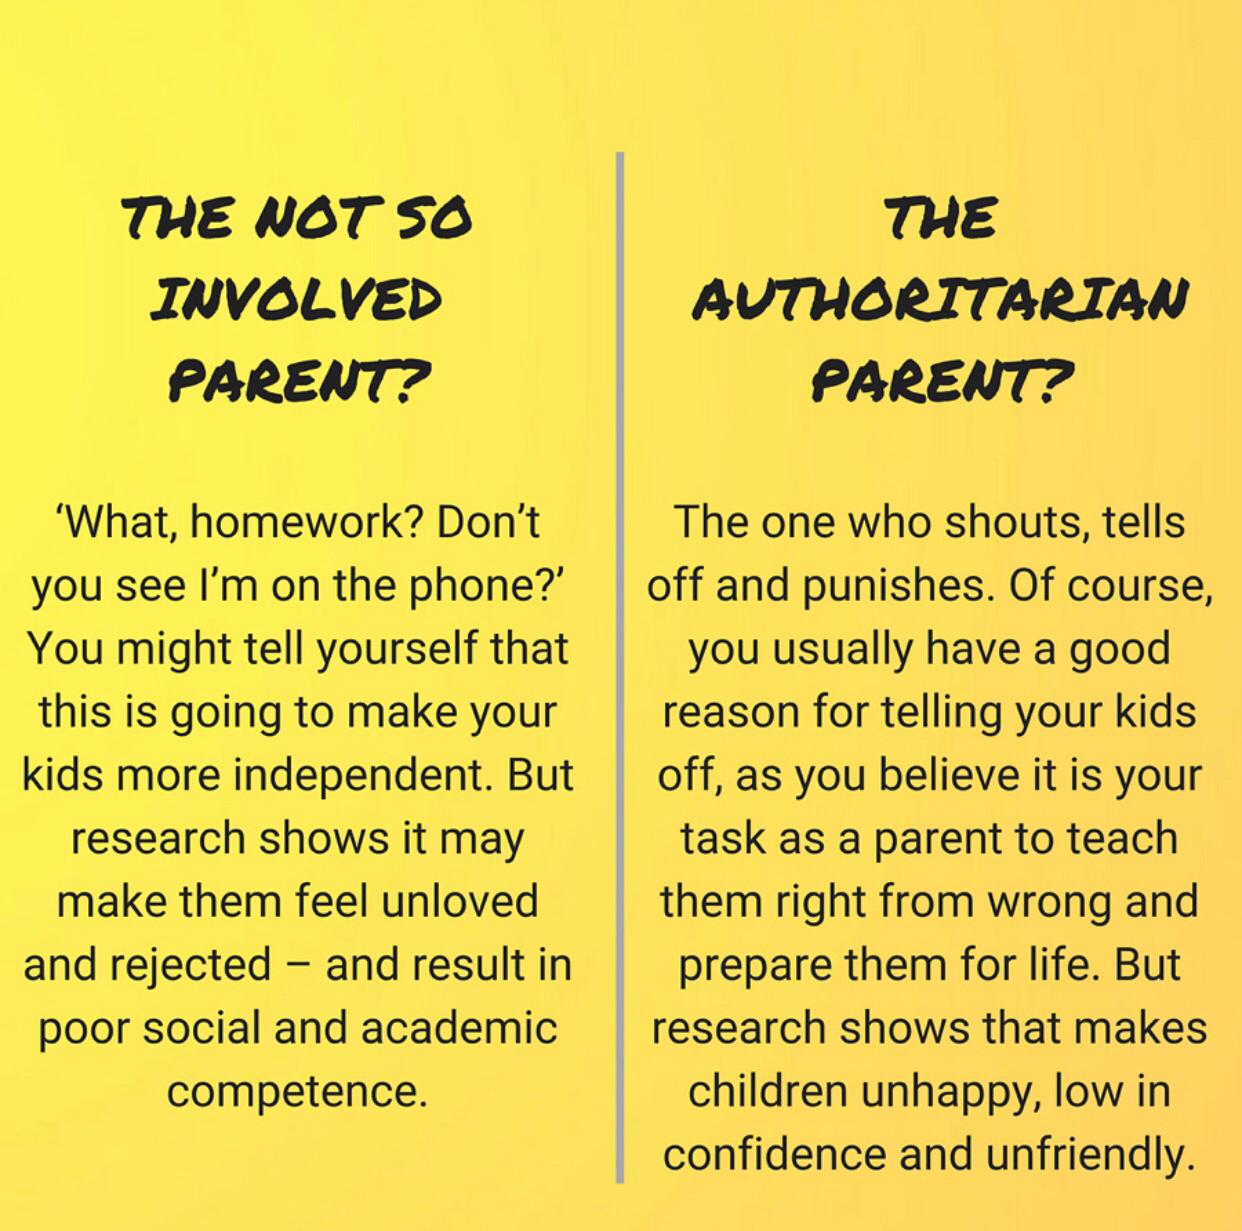 THE NOT SO
INVOLVED
PARENT?
‘What, homework? Don’t
you see I’m on the phone?’
You might tell yourself that
this is going to make your
kids more independent. But
research shows it may
make them feel unloved
and rejected – and result in
poor social and academic
competence.
THE
AUTHORITARIAN
PARENT?
The one who shouts, tells
off and punishes. Of course,
you usually have a good
reason for telling your kids
off, as you believe it is your
task as a parent to teach
them right from wrong and
prepare them for life. But
research shows that makes
children unhappy, low in
confidence and unfriendly.